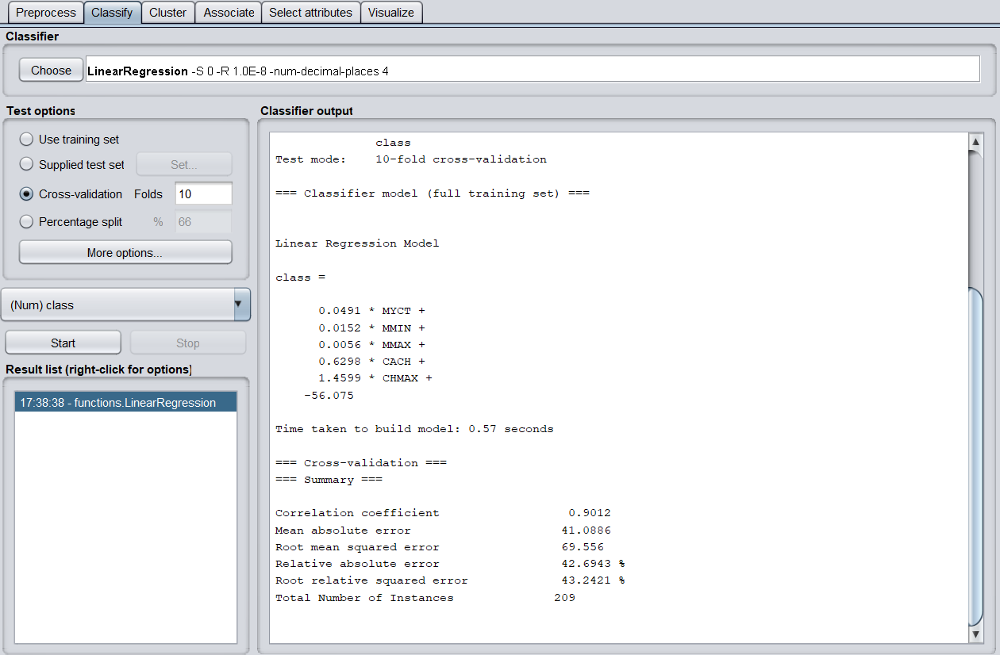 Preprocess Classify Cluster Associate Select attributes Visualize
Classifier
Choose LinearRegression -S 0 -R 1.0E-8 -num-decimal-places 4
Test options
Use training set
Supplied test set Set...
Cross-validation Folds 10
Percentage split % 66
More options...
(Num) class
Start Stop
Result list (right-click for options)
17:38:38 - functions.LinearRegression
Classifier output
class
Test mode: 10-fold cross-validation
=== Classifier model (full training set) ===
Linear Regression Model
class =
0.0491 * MYCT +
0.0152 * MMIN +
0.0056 * MMAX +
0.6298 * CACH +
1.4599 * CHMAX +
-56.075
Time taken to build model: 0.57 seconds
=== Cross-validation ===
=== Summary ===
Correlation coefficient 0.9012
Mean absolute error 41.0886
Root mean squared error 69.556
Relative absolute error 42.6943 %
Root relative squared error 43.2421 %
Total Number of Instances 209